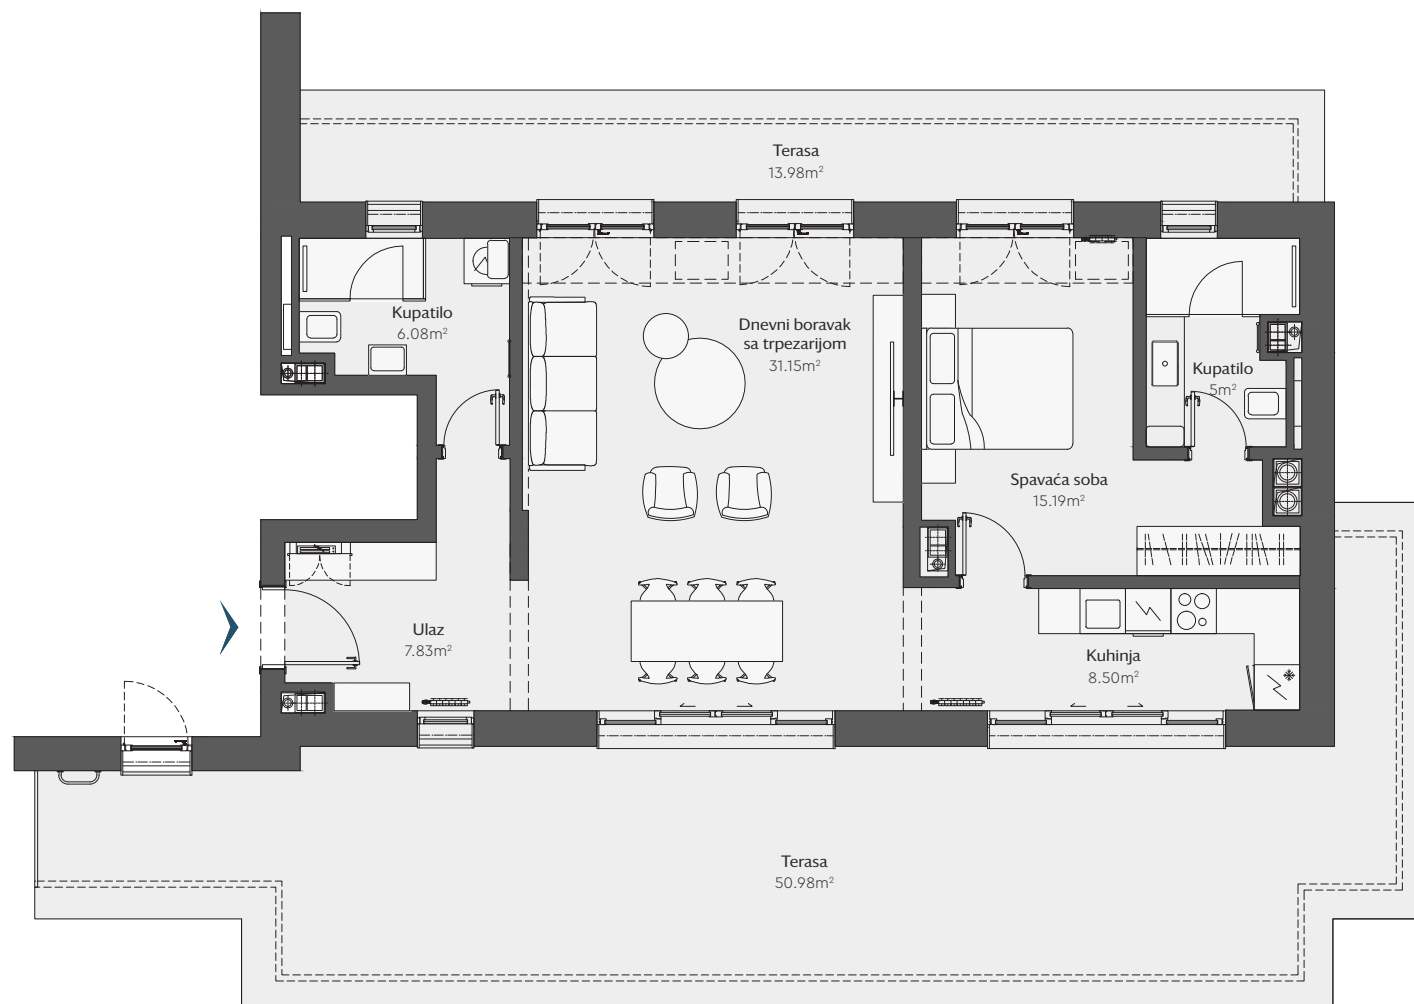 Terasa
13.98m²
Kupatilo
6.08m²
Dnevni boravak
sa trpezarijom
31.15m²
Kupatilo
5m²
Spavaća soba
15.19m²
Ulaz
7.83m²
Kuhinja
8.50m²
Terasa
50.98m²